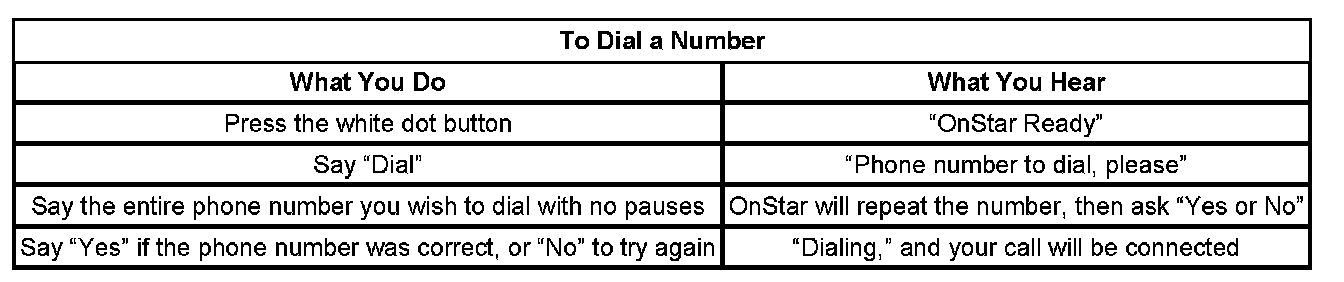 To Dial a Number
What You Do What You Hear
Press the white dot button “OnStar Ready”
Say “Dial” “Phone number to dial, please”
Say the entire phone number you wish to dial with no pauses OnStar will repeat the number, then ask “Yes or No”
Say “Yes” if the phone number was correct, or “No” to try again “Dialing,” and your call will be connected